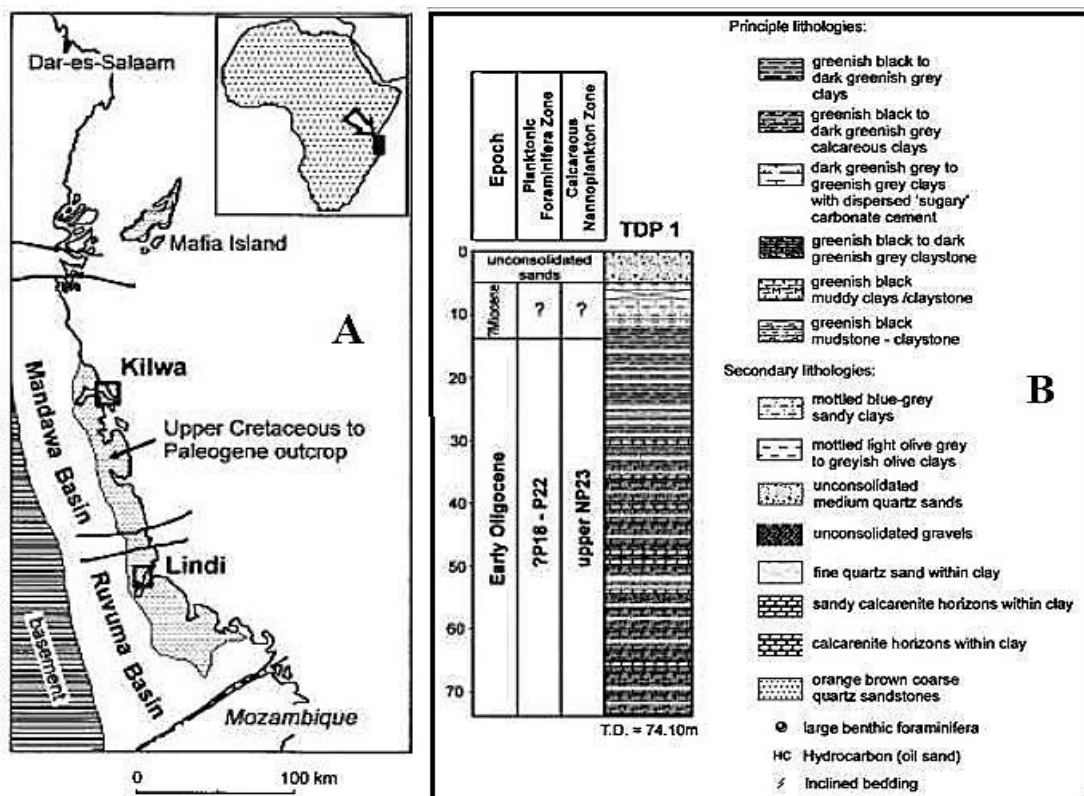 Dar-es-Salaam
Mafia Island
A
Kilwa
Mandawa Basin
Upper Cretaceous to
Paleogene outcrop
Lindi
Ruvuma Basin
basement
Mozambique
0 100 km
Epoch
Planktonic
Foraminifera Zone
Calcareous
Nannoplankton Zone
TDP 1
0
unconsolidated
sands
?Miocene
?
?
10
20
30
40
50
60
70
Early Oligocene
?P18 - P22
upper NP23
T.D. = 74.10m
Principle lithologies:
greenish black to
dark greenish grey
clays
greenish black to
dark greenish grey
calcareous clays
dark greenish grey to
greenish grey clays
with dispersed 'sugary'
carbonate cement
greenish black to dark
greenish grey claystone
greenish black
muddy clays /claystone
greenish black
mudstone - claystone
Secondary lithologies:
B
mottled blue-grey
sandy clays
mottled light olive grey
to greyish olive clays
unconsolidated
medium quartz sands
unconsolidated gravels
fine quartz sand within clay
sandy calcarenite horizons within clay
calcarenite horizons within clay
orange brown coarse
quartz sandstones
large benthic foraminifera
HC Hydrocarbon (oil sand)
Inclined bedding